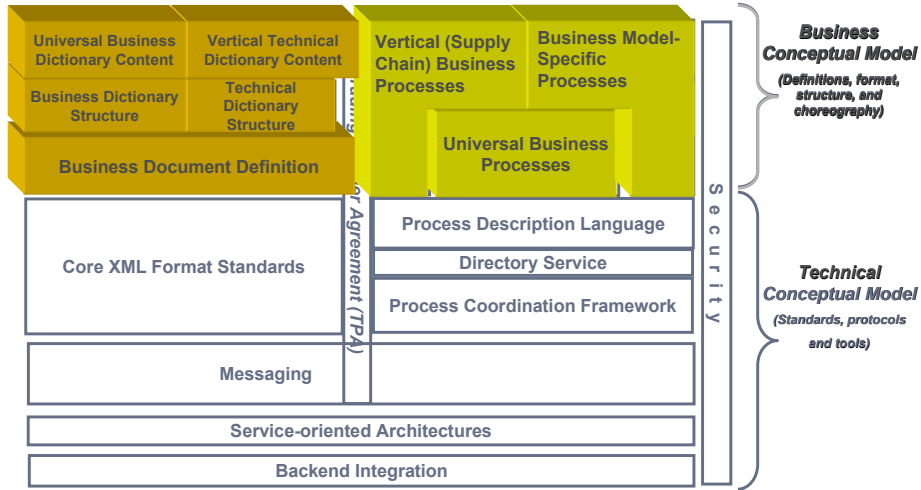 Universal Business
Dictionary Content
Vertical Technical
Dictionary Content
Vertical (Supply
Chain) Business
Processes
Business Model-
Specific
Processes
Business
Conceptual Model
(Definitions, format,
structure, and
choreography)
Business Dictionary
Structure
Technical
Dictionary
Structure
Business Document Definition
Universal Business
Processes
Agreement (TPA)
Security
Core XML Format Standards
Process Description Language
Directory Service
Process Coordination Framework
Technical
Conceptual Model
(Standards, protocols
and tools)
Messaging
Service-oriented Architectures
Backend Integration